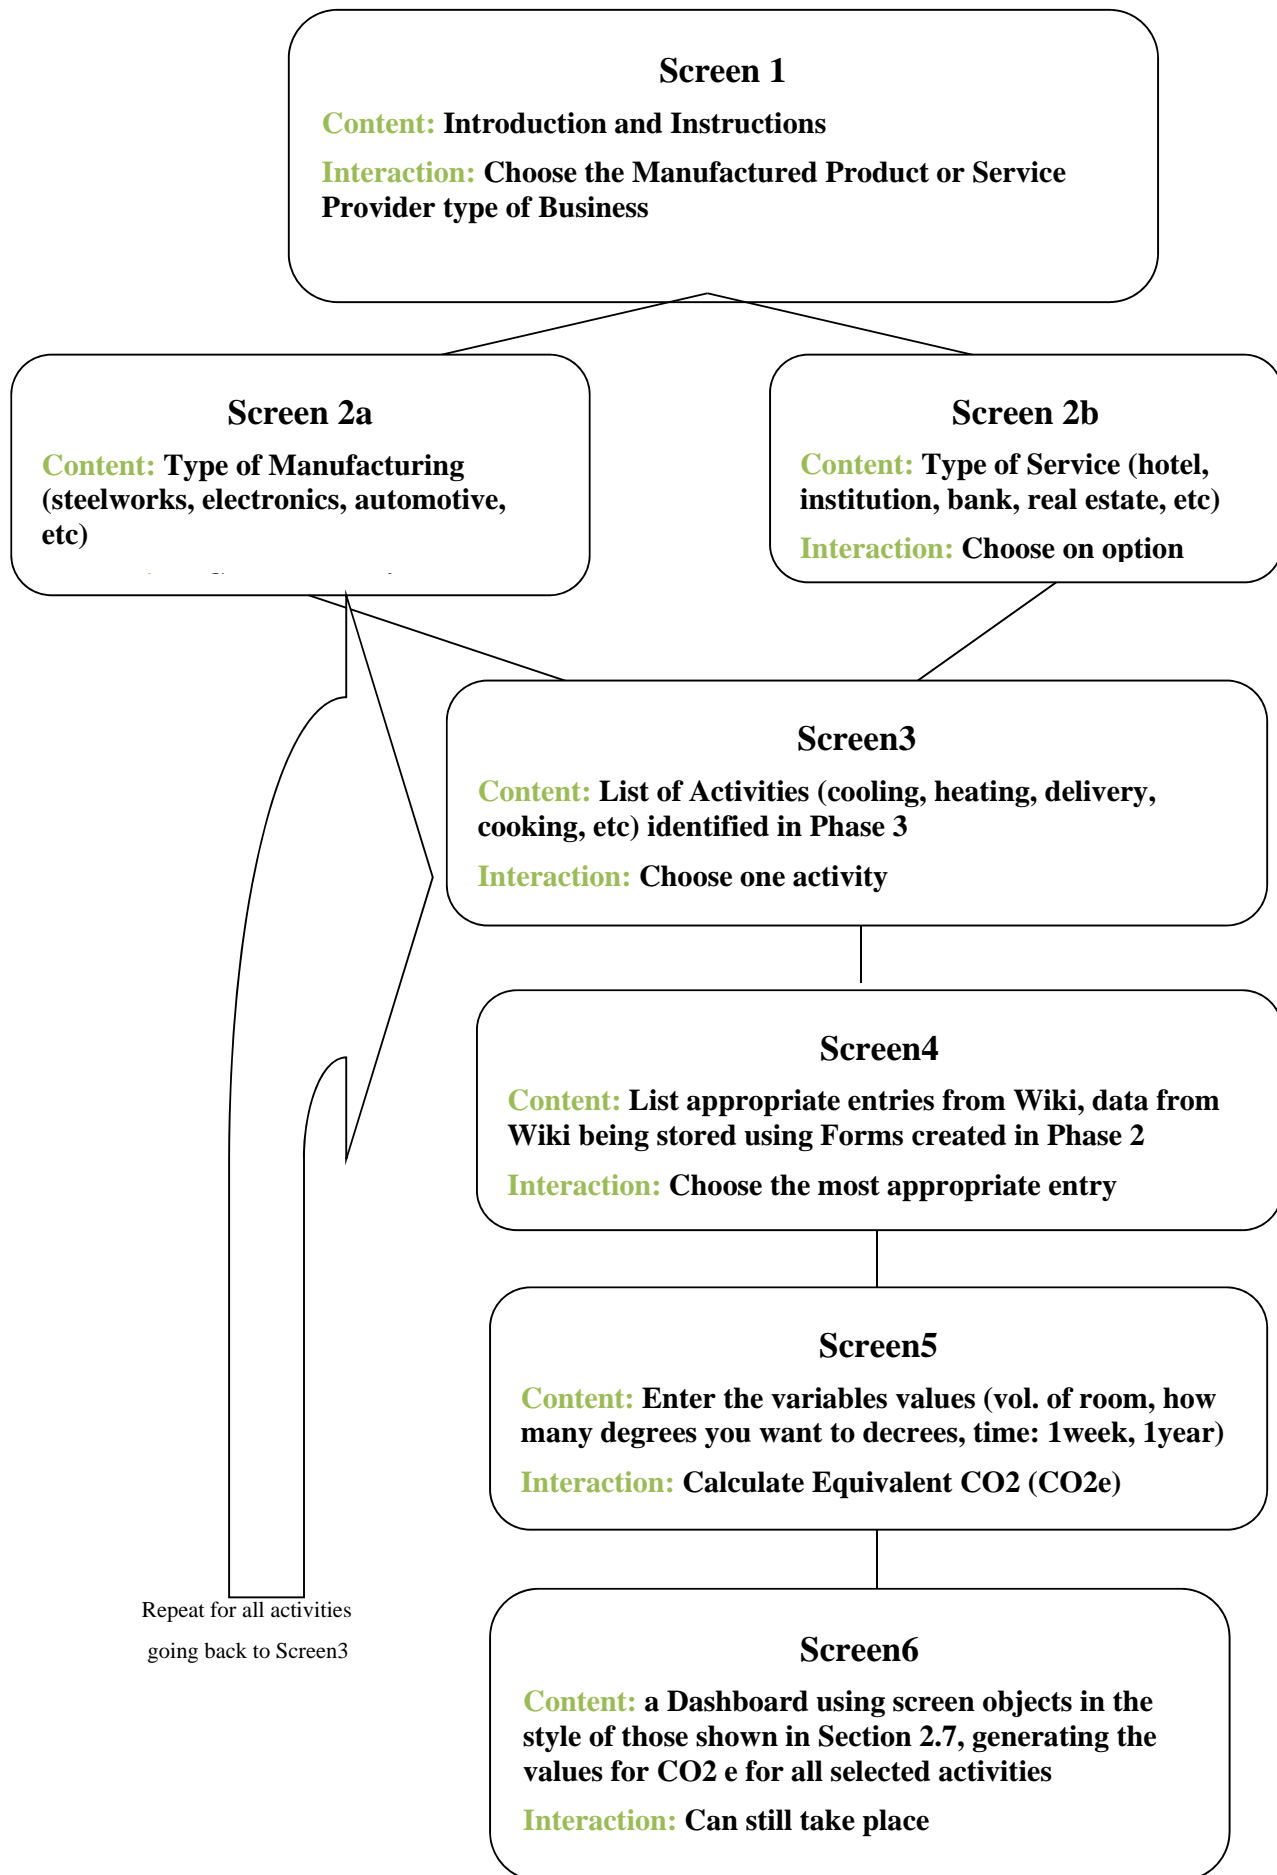 Screen 1
Content: Introduction and Instructions
Interaction: Choose the Manufactured Product or Service
Provider type of Business
Screen 2a
Content: Type of Manufacturing
(steelworks, electronics, automotive,
etc)
Screen 2b
Content: Type of Service (hotel,
institution, bank, real estate, etc)
Interaction: Choose on option
Screen3
Content: List of Activities (cooling, heating, delivery,
cooking, etc) identified in Phase 3
Interaction: Choose one activity
Screen4
Content: List appropriate entries from Wiki, data from
Wiki being stored using Forms created in Phase 2
Interaction: Choose the most appropriate entry
Screen5
Content: Enter the variables values (vol. of room, how
many degrees you want to decrees, time: 1week, 1year)
Interaction: Calculate Equivalent CO2 (CO2e)
Repeat for all activities
going back to Screen3
Screen6
Content: a Dashboard using screen objects in the
style of those shown in Section 2.7, generating the
values for CO2 e for all selected activities
Interaction: Can still take place